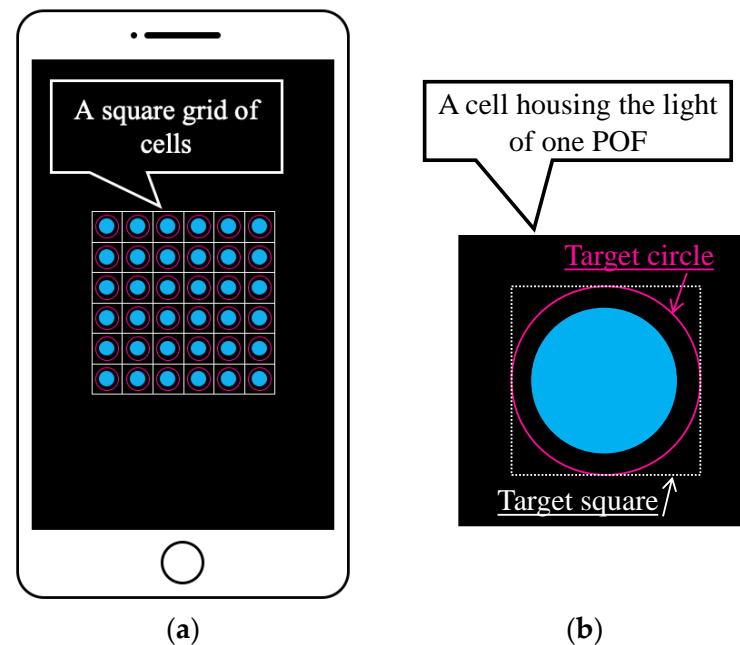 A square grid of
cells
A cell housing the light
of one POF
Target circle
Target square
(a)
(b)